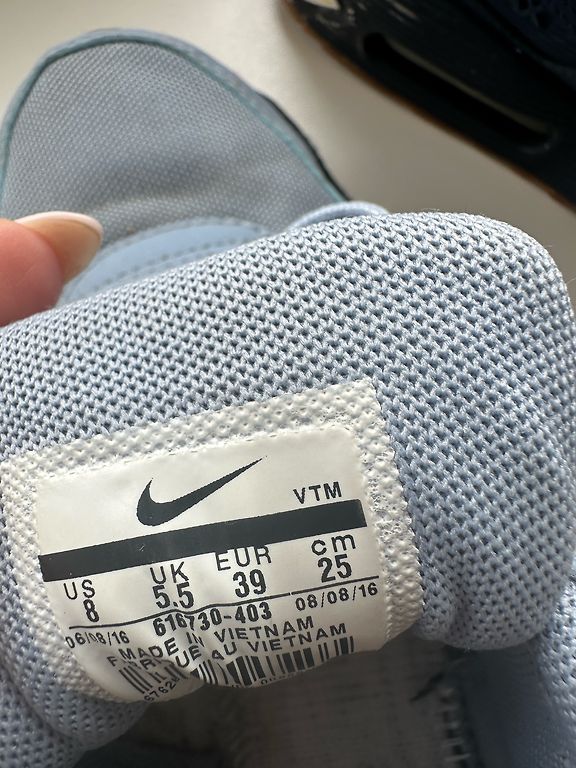 VTM
US UK EUR cm
8 5.5 39 25
616730-403
06/08/16 08/08/16
MADE IN VIETNAM
AU VIETNAM